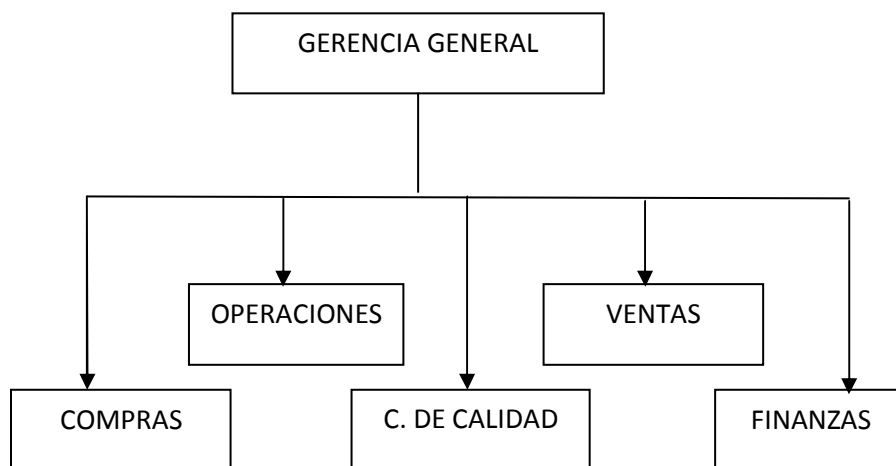 GERENCIA GENERAL
OPERACIONES
VENTAS
COMPRAS
C. DE CALIDAD
FINANZAS